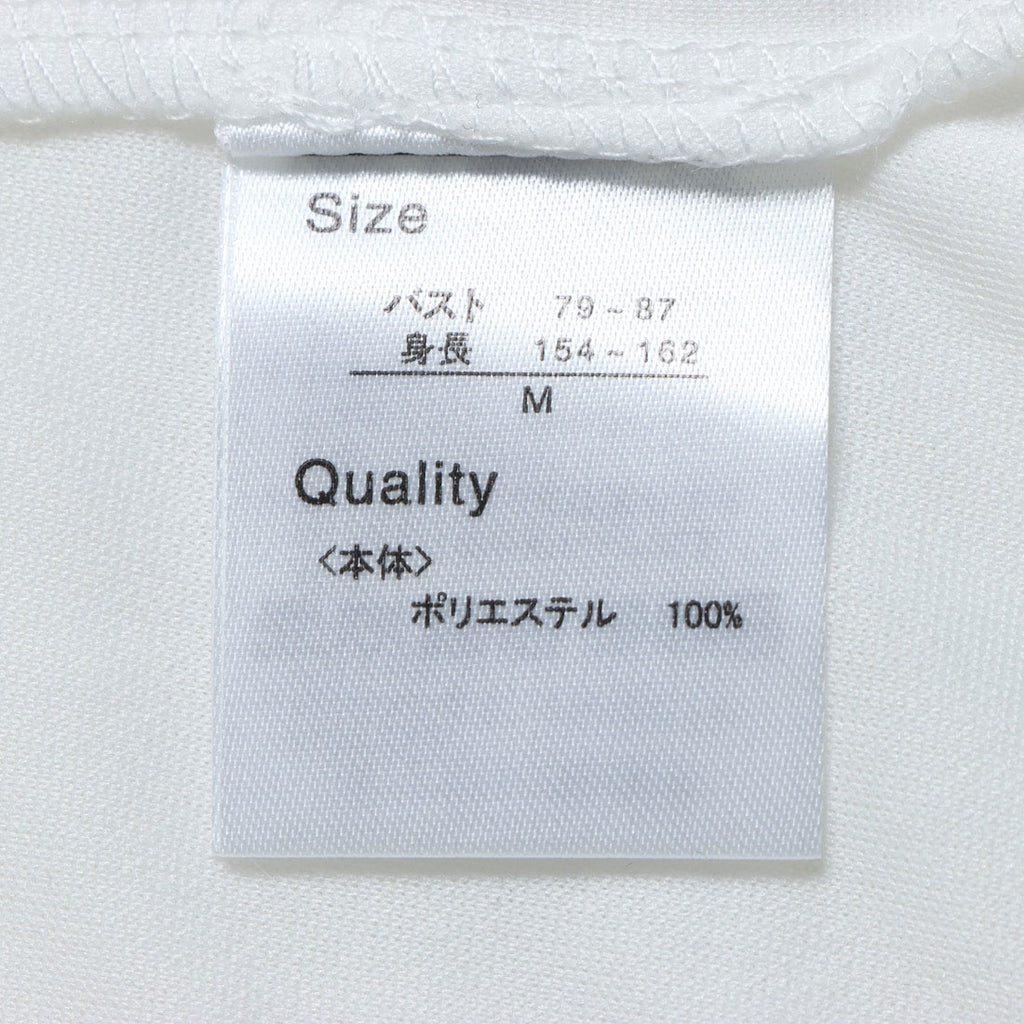 Size
バスト 79~87
身長 154~162
M
Quality
〈本体〉
ポリエステル 100%